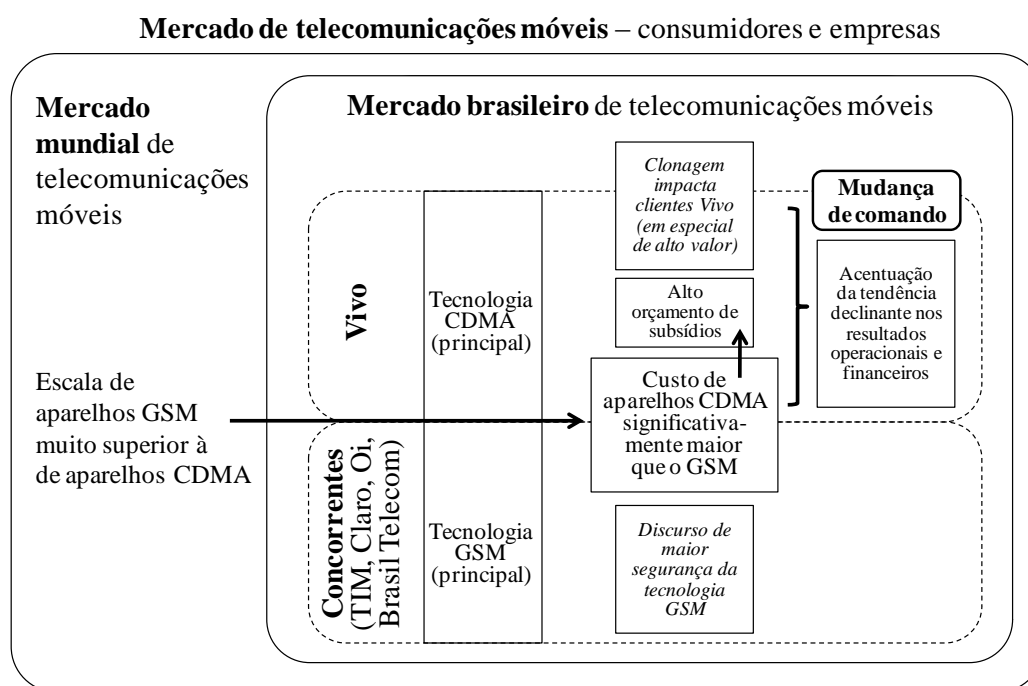 Mercado de telecomunicações móveis – consumidores e empresas
Mercado
mundial de
telecomunicações
móveis
Escala de
aparelhos GSM
muito superior à
de aparelhos CDMA
Mercado brasileiro de telecomunicações móveis
Vivo
Tecnologia
CDMA
(principal)
Clonagem
impacta
clientes Vivo
(em especial
de alto valor)
Alto
orçamento de
subsídios
Custo de
aparelhos CDMA
significativa-
mente maior
que o GSM
Mudança
de comando
Acentuação
da tendência
declinante nos
resultados
operacionais e
financeiros
Concorrentes
(TIM, Claro, Oi,
Brasil Telecom)
Tecnologia
GSM
(principal)
Discurso de
maior
segurança da
tecnologia
GSM